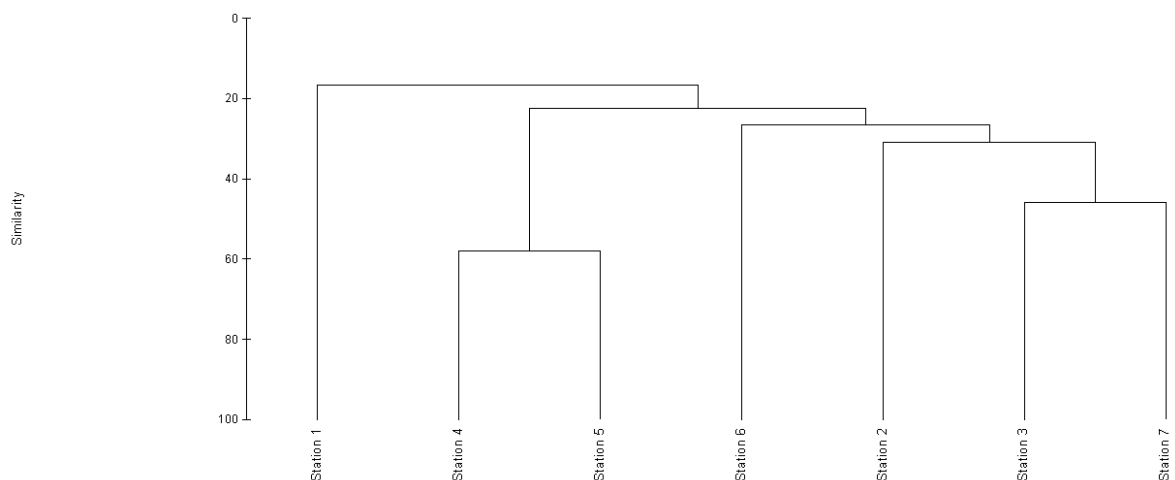 Similarity
0
20
40
60
80
100
Station 1
Station 4
Station 5
Station 6
Station 2
Station 3
Station 7